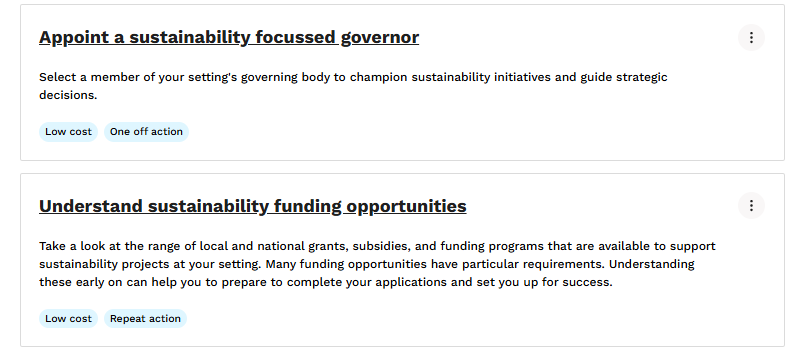 Appoint a sustainability focussed governor
Select a member of your setting's governing body to champion sustainability initiatives and guide strategic
decisions.
Low cost
One off action
Understand sustainability funding opportunities
Take a look at the range of local and national grants, subsidies, and funding programs that are available to support
sustainability projects at your setting. Many funding opportunities have particular requirements. Understanding
these early on can help you to prepare to complete your applications and set you up for success.
Low cost
Repeat action